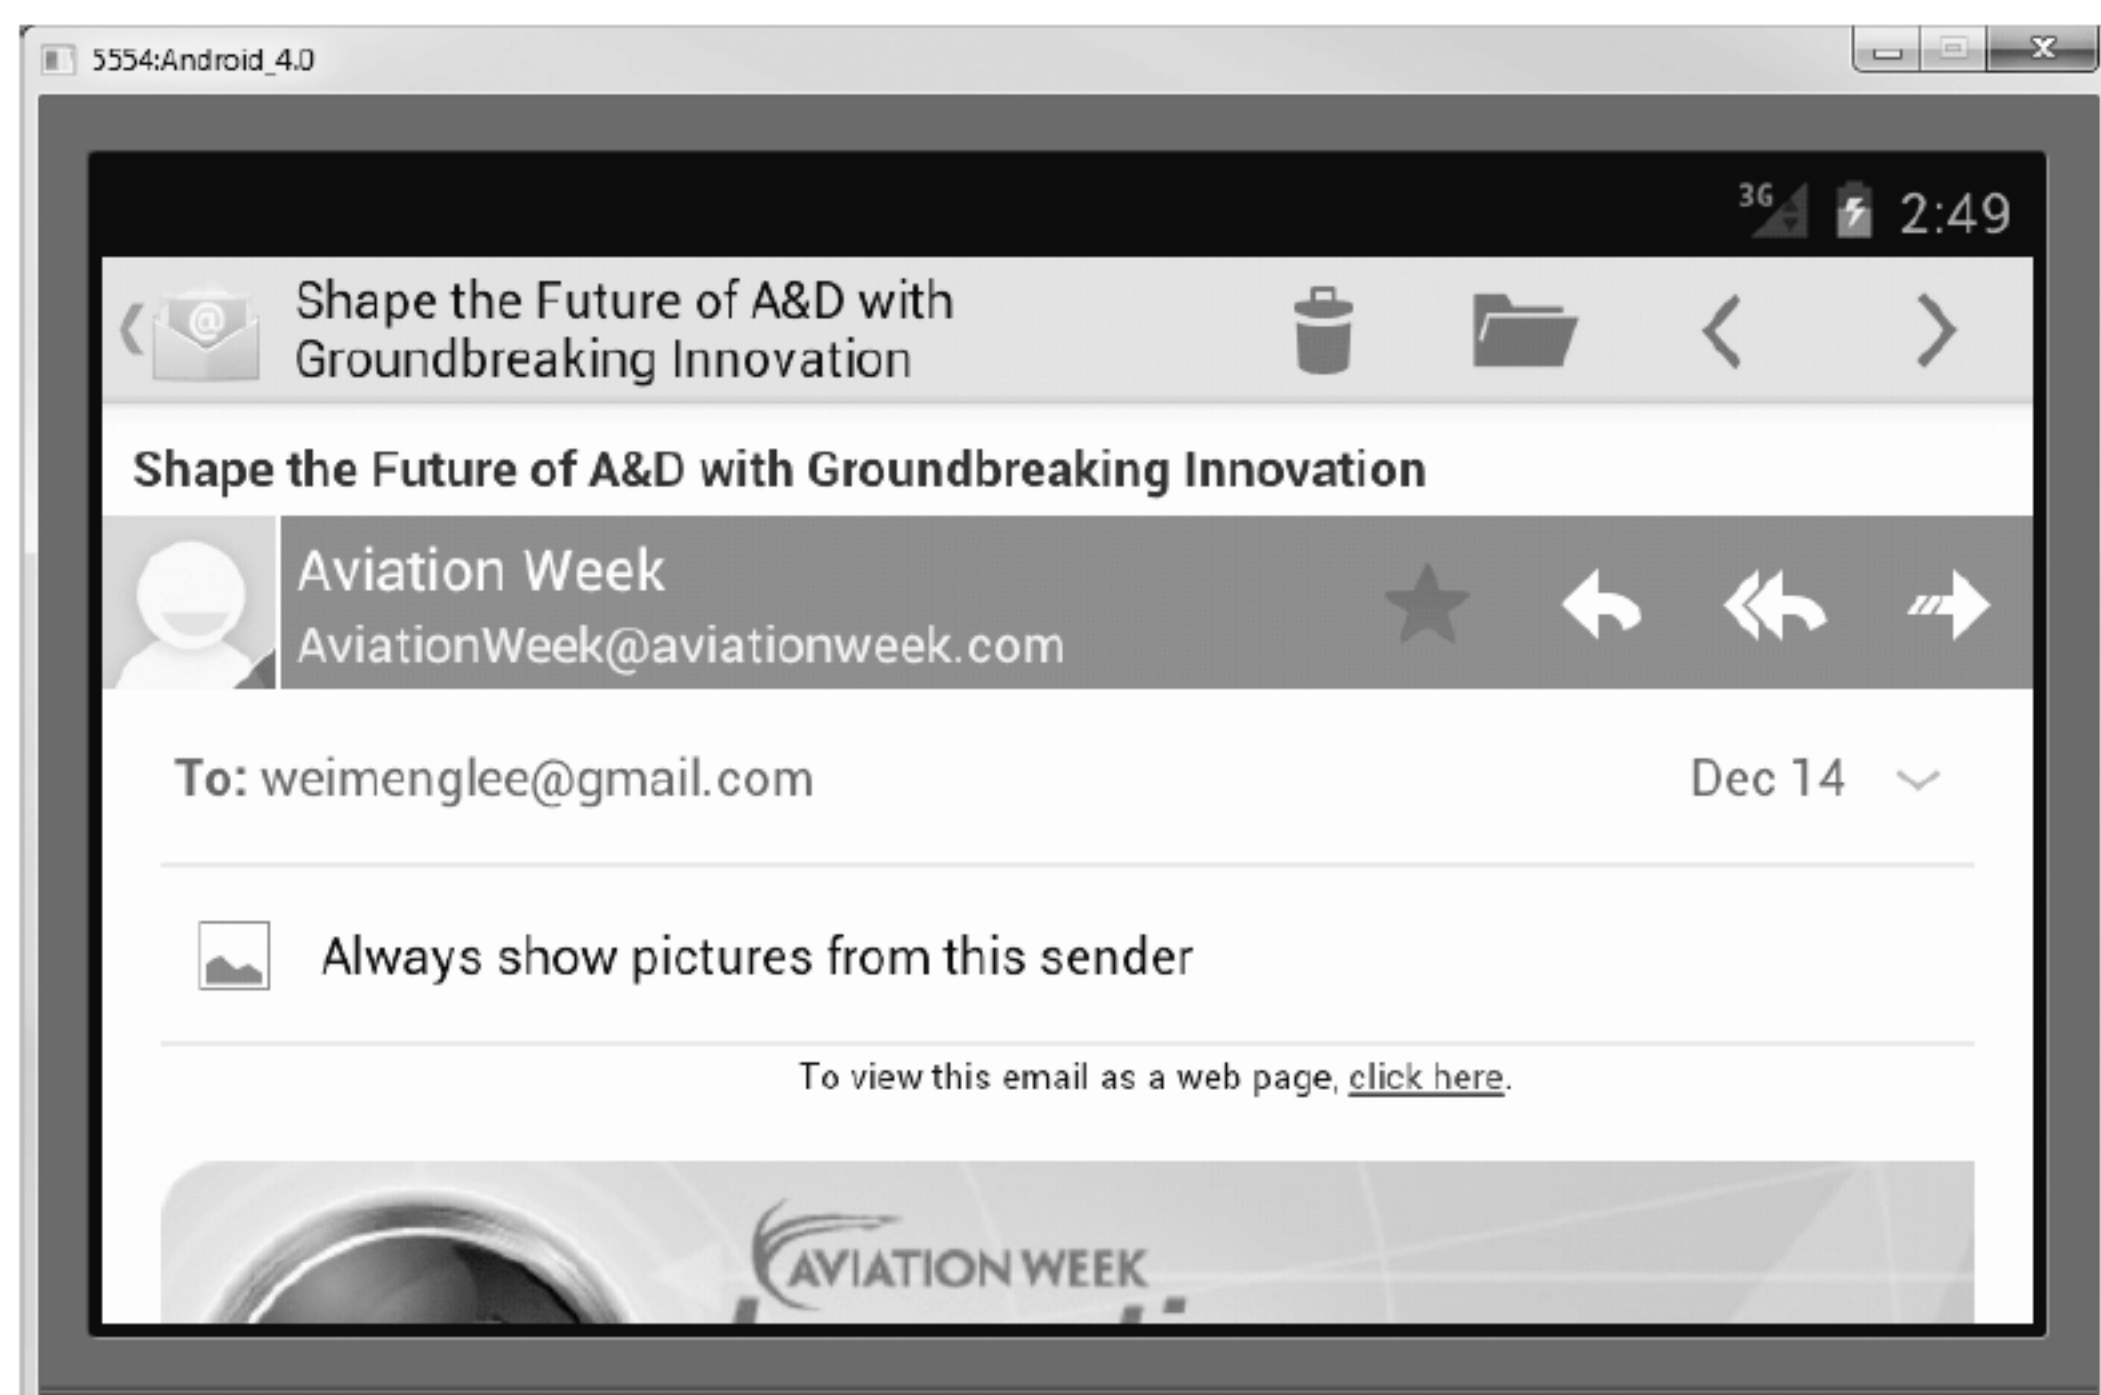 5554:Android_4.0
3G 2:49
Shape the Future of A&D with
Groundbreaking Innovation
Shape the Future of A&D with Groundbreaking Innovation
Aviation Week
AviationWeek@aviationweek.com
To: weimenglee@gmail.com Dec 14
Always show pictures from this sender
To view this email as a web page, click here.
AVIATION WEEK